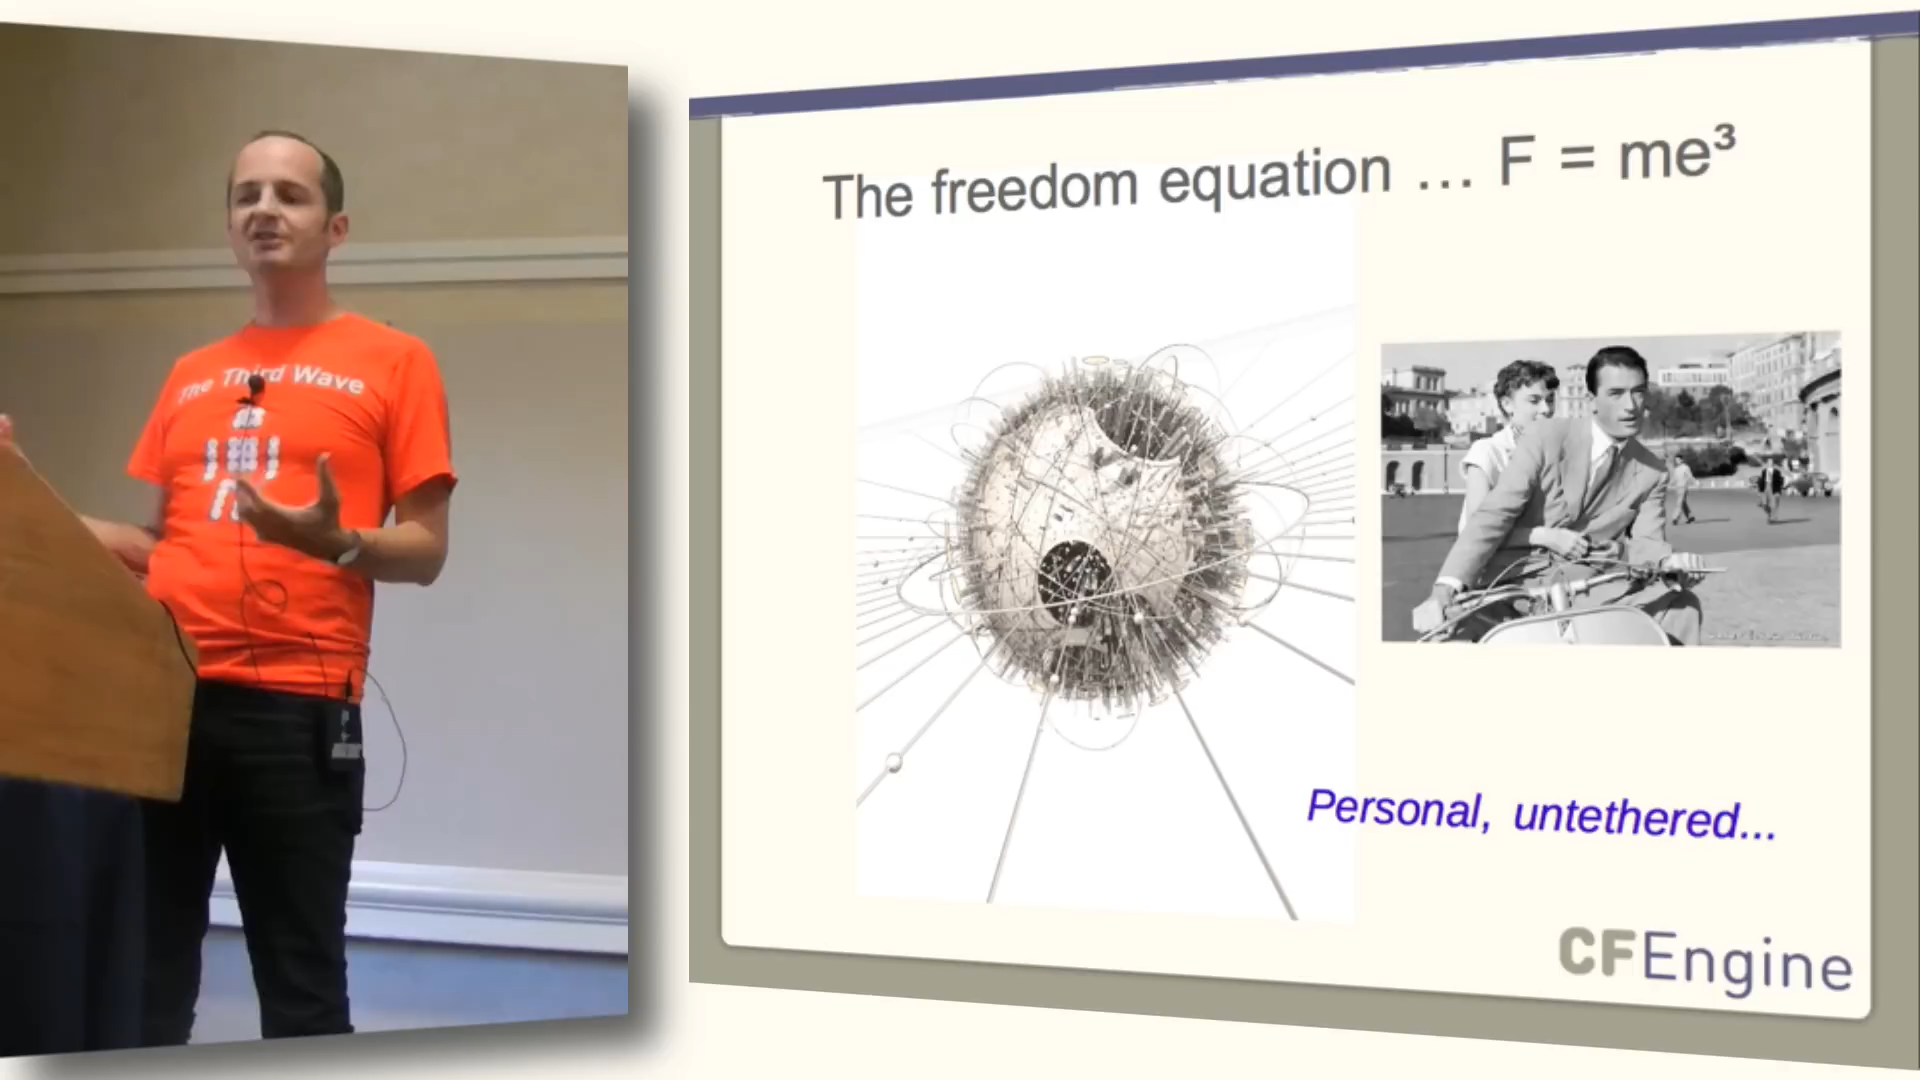 The Third Wave
The freedom equation … F = me³
Personal, untethered...
CFEngine